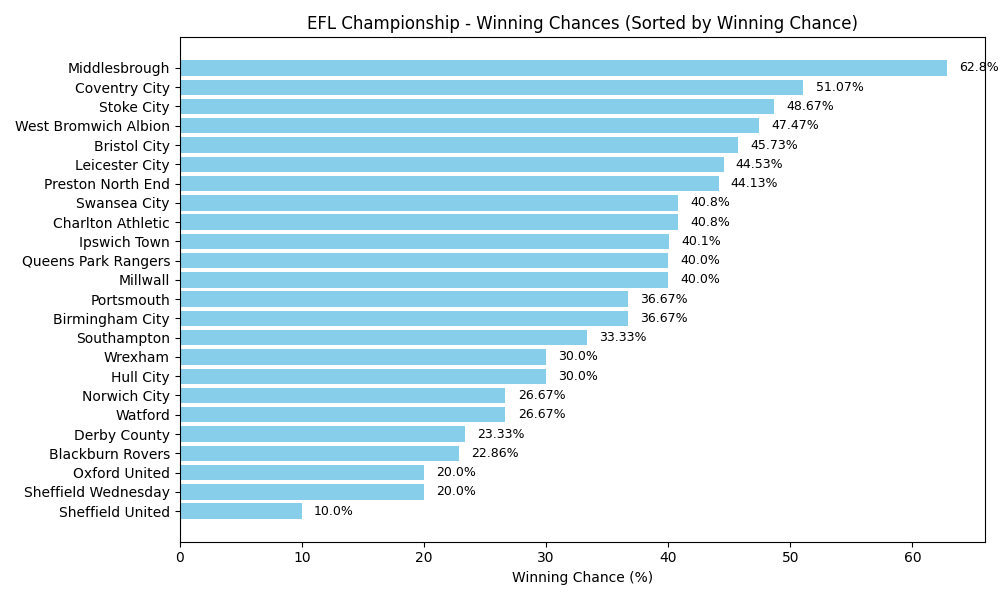 EFL Championship - Winning Chances (Sorted by Winning Chance)
Middlesbrough 62.8%
Coventry City 51.07%
Stoke City 48.67%
West Bromwich Albion 47.47%
Bristol City 45.73%
Leicester City 44.53%
Preston North End 44.13%
Swansea City 40.8%
Charlton Athletic 40.8%
Ipswich Town 40.1%
Queens Park Rangers 40.0%
Millwall 40.0%
Portsmouth 36.67%
Birmingham City 36.67%
Southampton 33.33%
Wrexham 30.0%
Hull City 30.0%
Norwich City 26.67%
Watford 26.67%
Derby County 23.33%
Blackburn Rovers 22.86%
Oxford United 20.0%
Sheffield Wednesday 20.0%
Sheffield United 10.0%
0 10 20 30 40 50 60
Winning Chance (%)